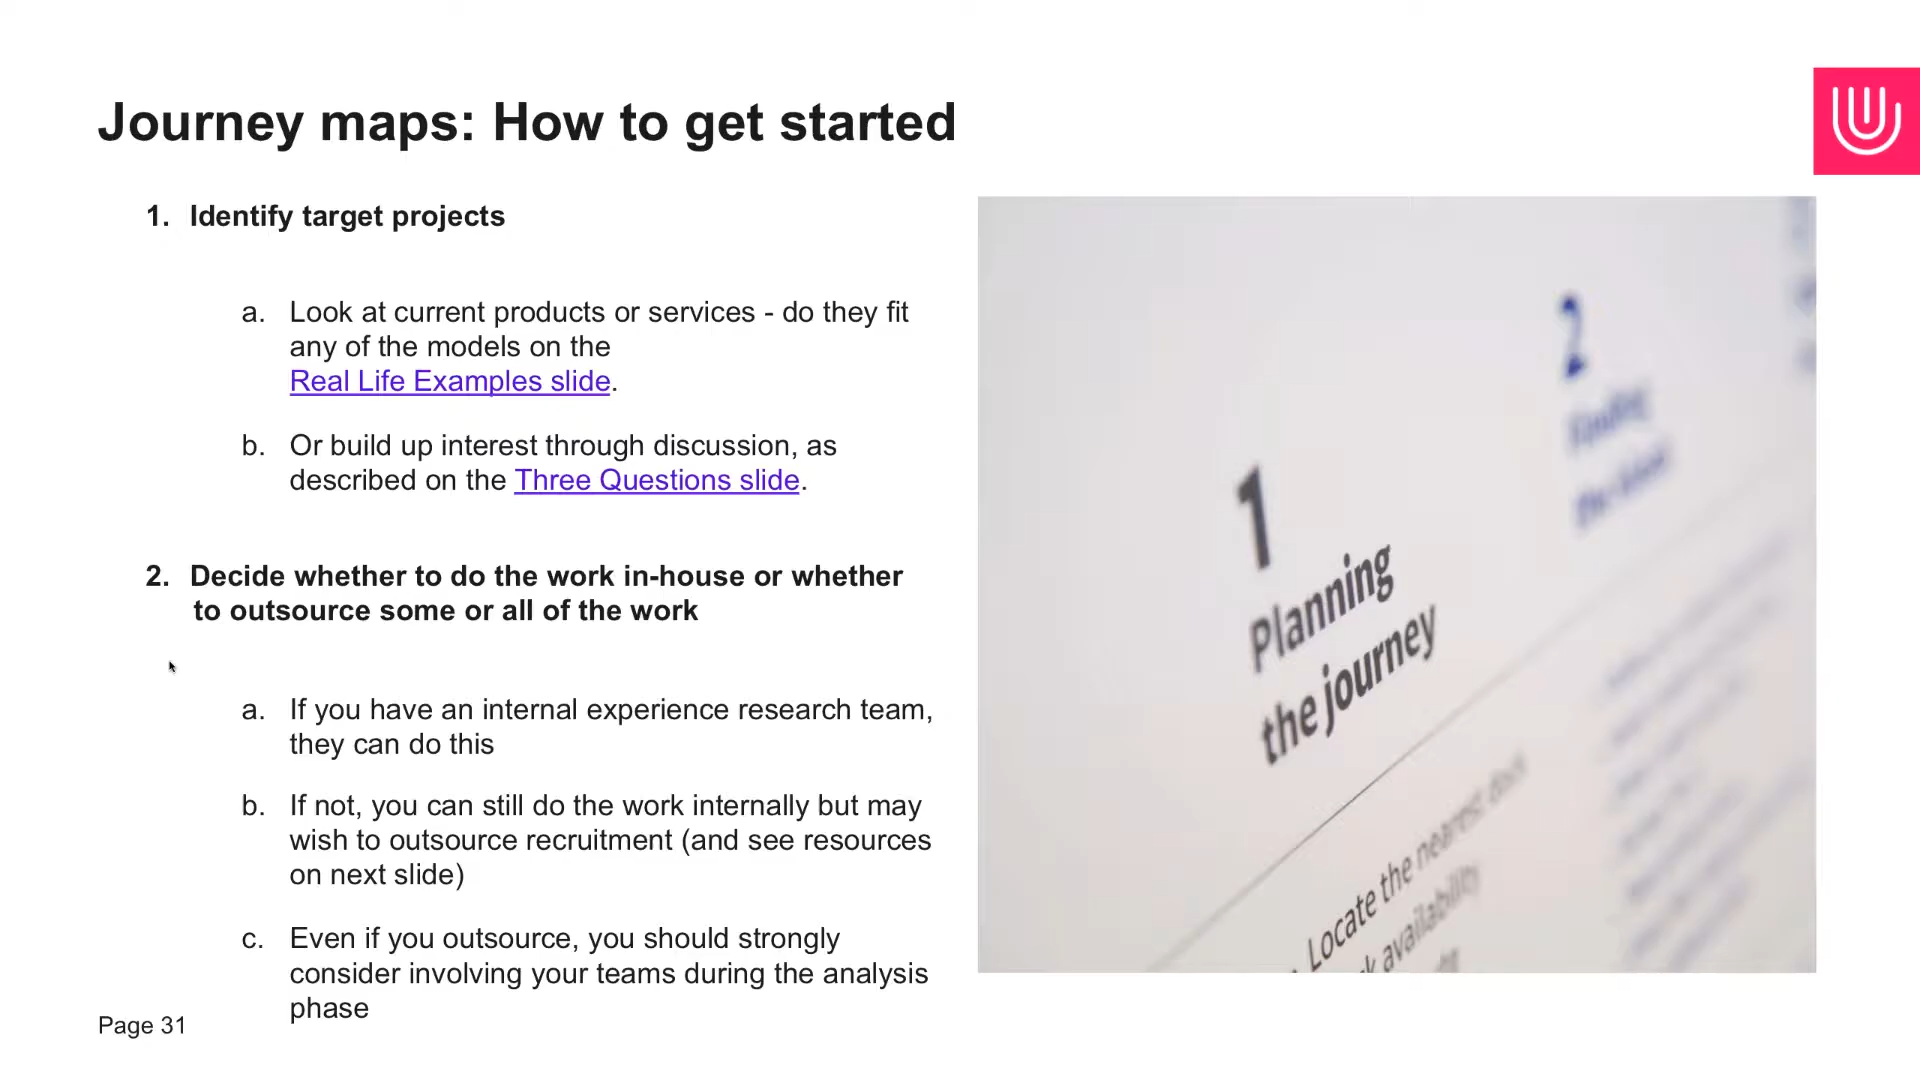 Journey maps: How to get started
1. Identify target projects
a. Look at current products or services - do they fit
any of the models on the
Real Life Examples slide.
b. Or build up interest through discussion, as
described on the Three Questions slide.
2. Decide whether to do the work in-house or whether
to outsource some or all of the work
a. If you have an internal experience research team,
they can do this
b. If not, you can still do the work internally but may
wish to outsource recruitment (and see resources
on next slide)
c. Even if you outsource, you should strongly
consider involving your teams during the analysis
phase
Page 31
1
Planning
the journey
Locate the nearest dock
availability
2
Finding